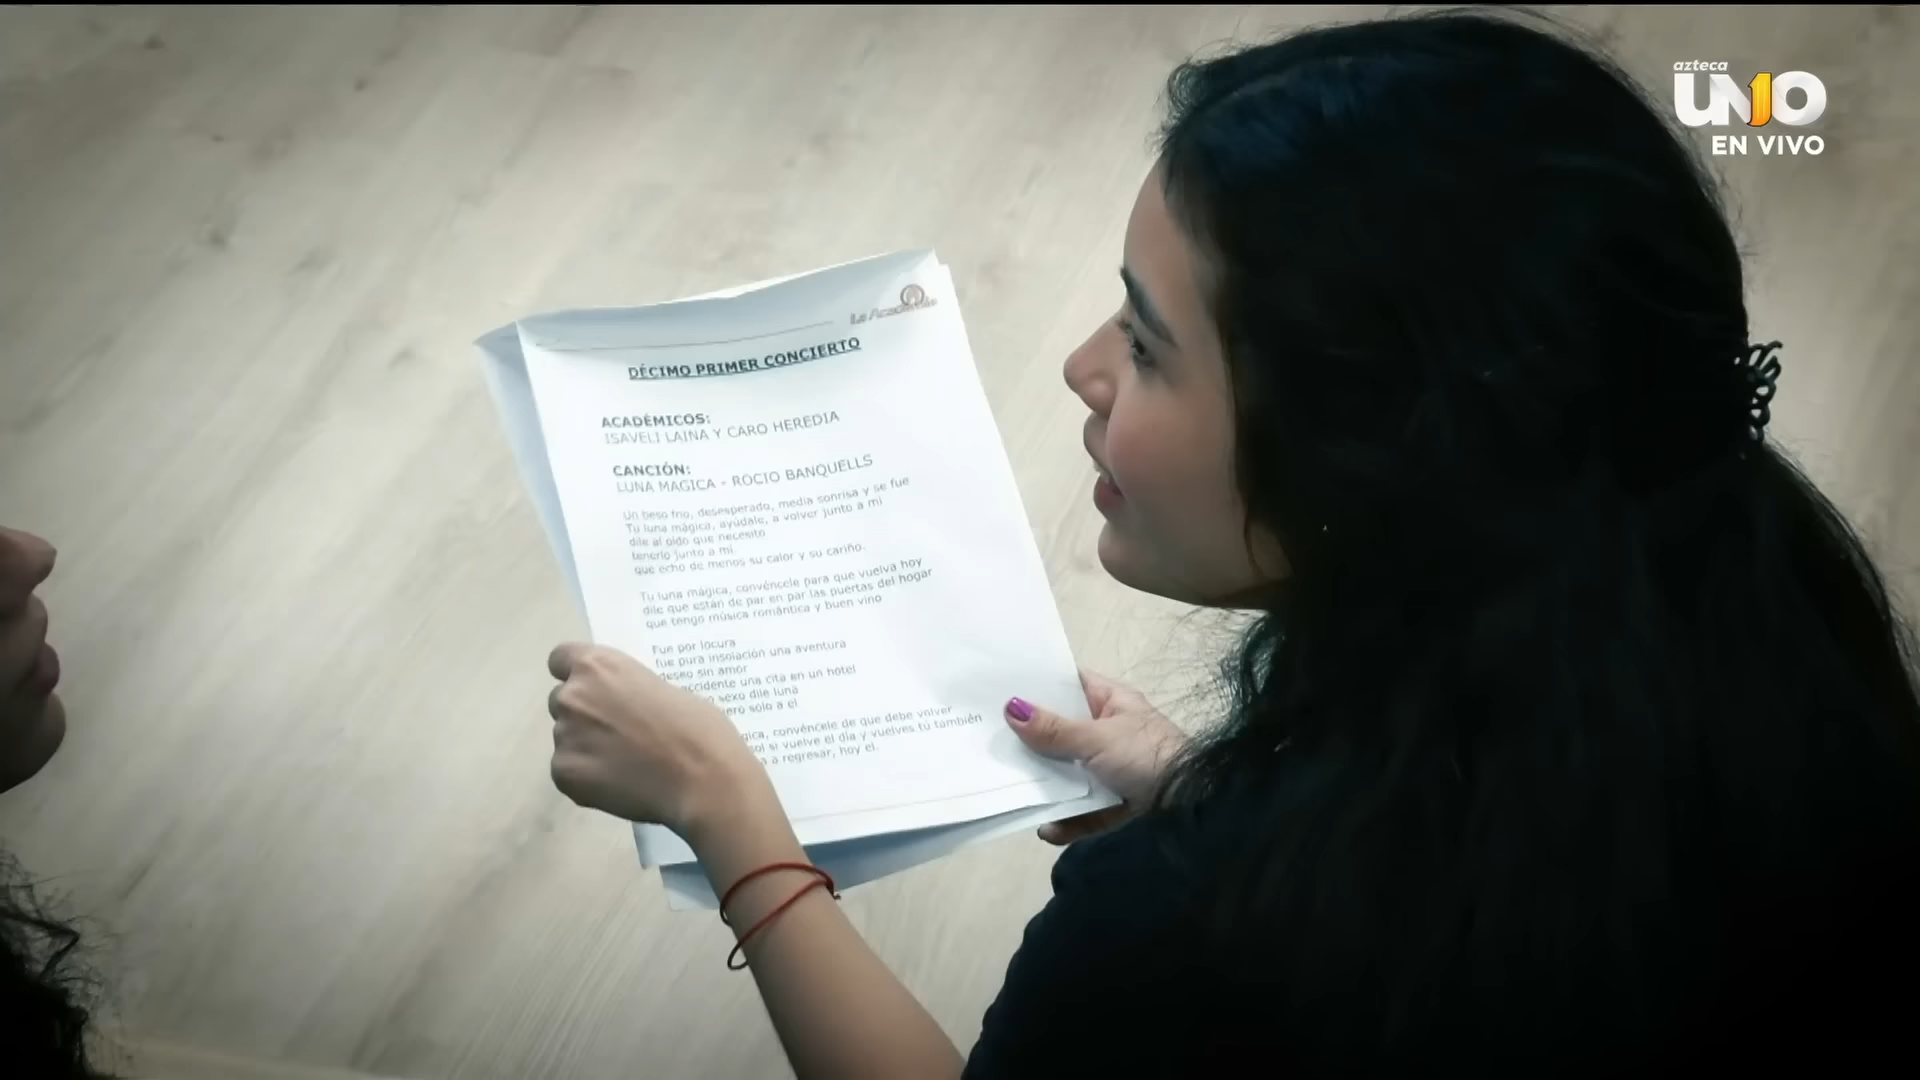 azteca
UNO
EN VIVO
La Academia
DÉCIMO PRIMER CONCIERTO
ACADÉMICOS:
ISAVELI LAINA Y CARO HEREDIA
CANCIÓN:
LUNA MAGICA - ROCIO BANQUELLS
Un beso frio, desesperado, media sonrisa y se fue
Tu luna mágica, ayúdale, a volver junto a mi
dile al oído que necesito
tenerlo junto a mi.
que echo de menos su calor y su cariño.
Tu luna mágica, convéncele para que vuelva hoy
dile que están de par en par las puertas del hogar
que tengo música romántica y buen vino
Fue por locura
fue pura insolación una aventura
deseo sin amor
accidente una cita en un hotel
sexo dile luna
solo a el
convéncele de que debe volver
sol si vuelve el día y vuelves tú también
a regresar, hoy el.